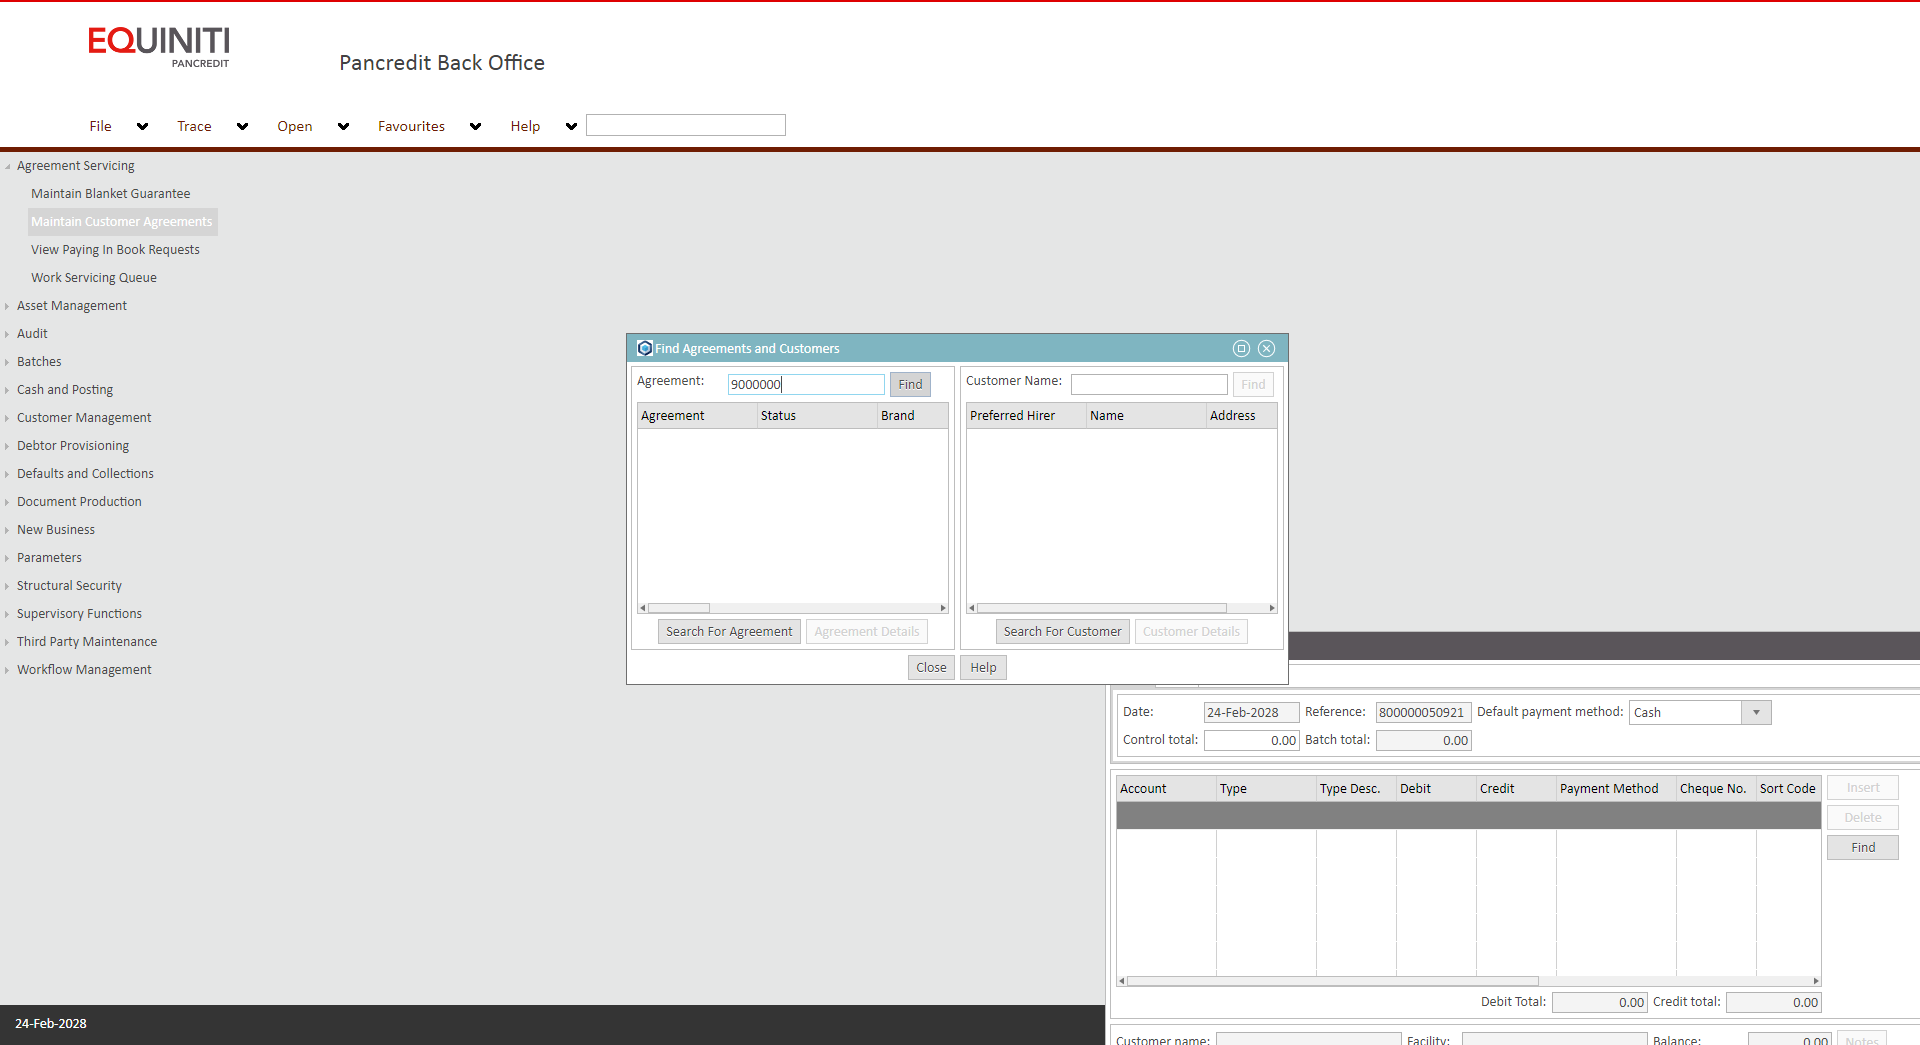 EQUINITI
PANCREDIT
Pancredit Back Office
File Trace Open Favourites Help
Agreement Servicing
Maintain Blanket Guarantee
Maintain Customer Agreements
View Paying In Book Requests
Work Servicing Queue
Asset Management
Audit
Batches
Cash and Posting
Customer Management
Debtor Provisioning
Defaults and Collections
Document Production
New Business
Parameters
Structural Security
Supervisory Functions
Third Party Maintenance
Workflow Management
Find Agreements and Customers
Agreement: 9000000 Find
Agreement Status Brand
Search For Agreement Agreement Details
Customer Name: Find
Preferred Hirer Name Address
Search For Customer Customer Details
Close Help
Date: 24-Feb-2028 Reference: 800000050921 Default payment method: Cash
Control total: 0.00 Batch total: 0.00
Account Type Type Desc. Debit Credit Payment Method Cheque No. Sort Code
Insert
Delete
Find
Debit Total: 0.00 Credit total: 0.00
Customer name: Facility: Balance: 0.00 Notes
24-Feb-2028